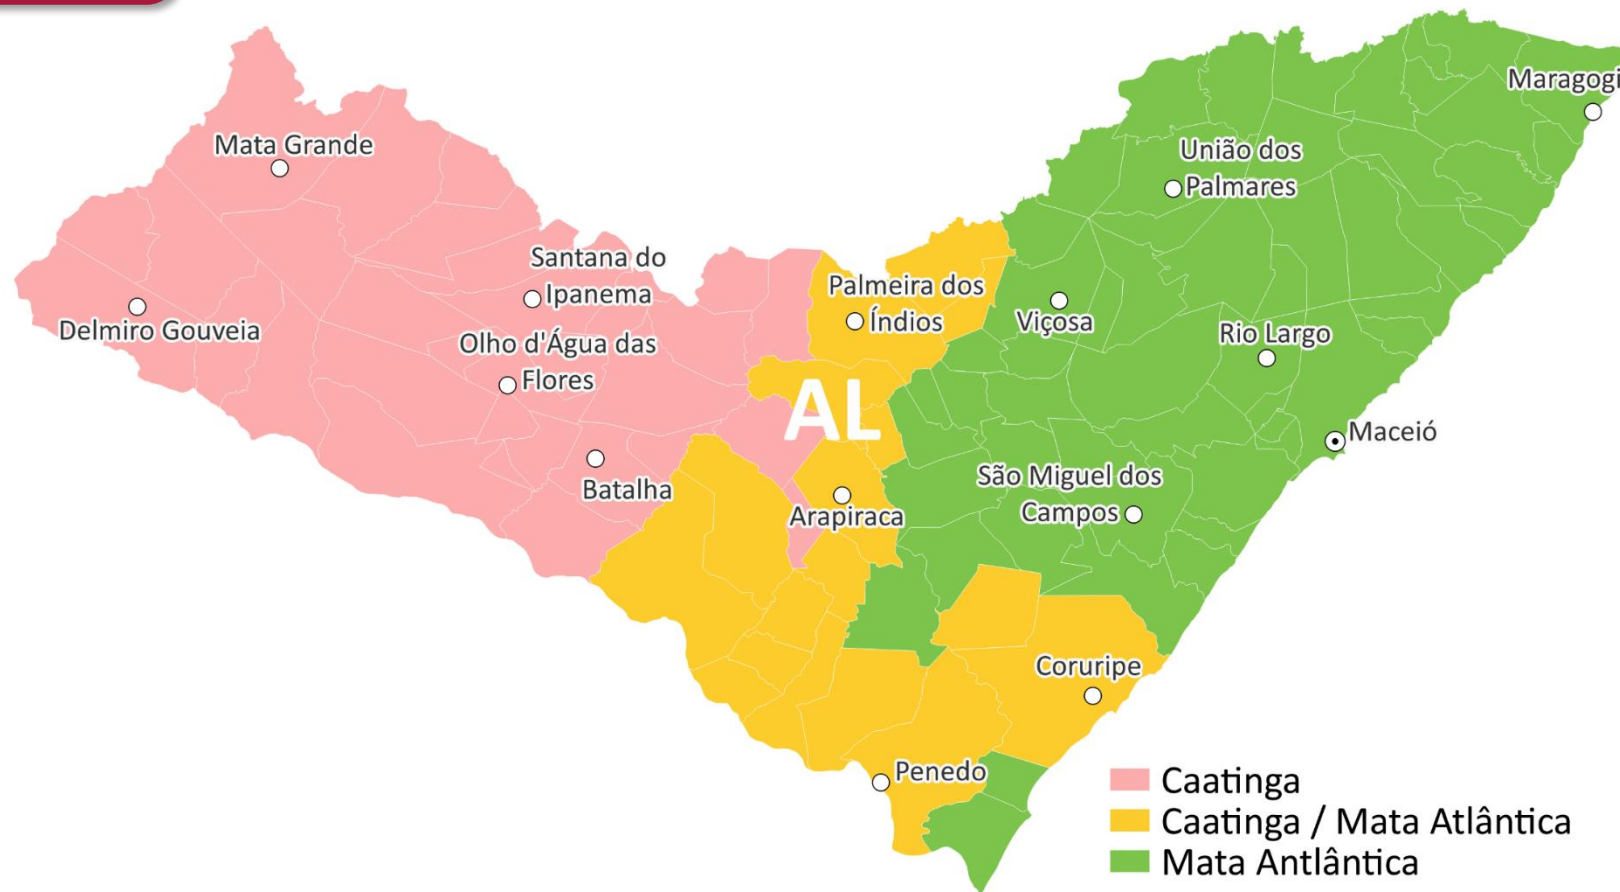 Maragogi
Mata Grande
União dos
Palmares
Santana do
Ipanema
Palmeira dos
Índios
Delmiro Gouveia
Viçosa
Rio Largo
Olho d'Água das
Flores
AL
Maceió
Batalha
São Miguel dos
Campos
Arapiraca
Coruripe
Penedo
Caatinga
Caatinga / Mata Atlântica
Mata Antlântica